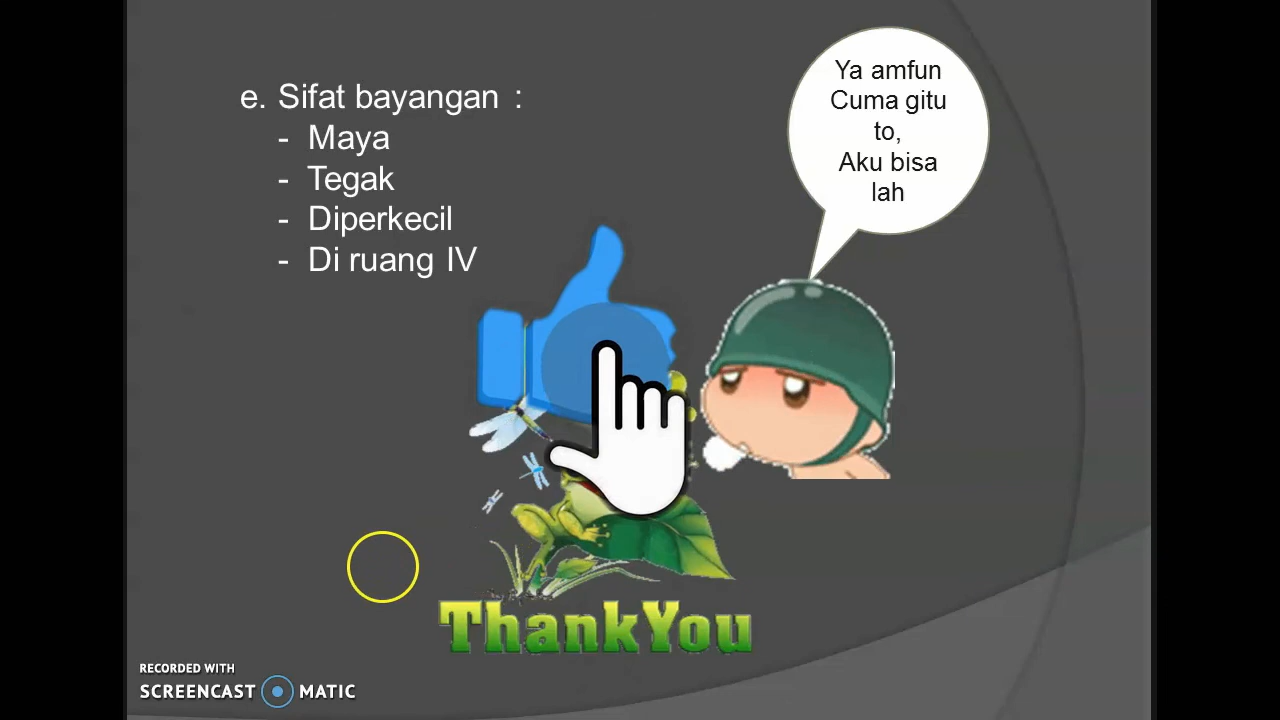 e. Sifat bayangan :
- Maya
- Tegak
- Diperkecil
- Di ruang IV
Ya amfun
Cuma gitu
to,
Aku bisa
lah
ThankYou
RECORDED WITH
SCREENCAST MATIC